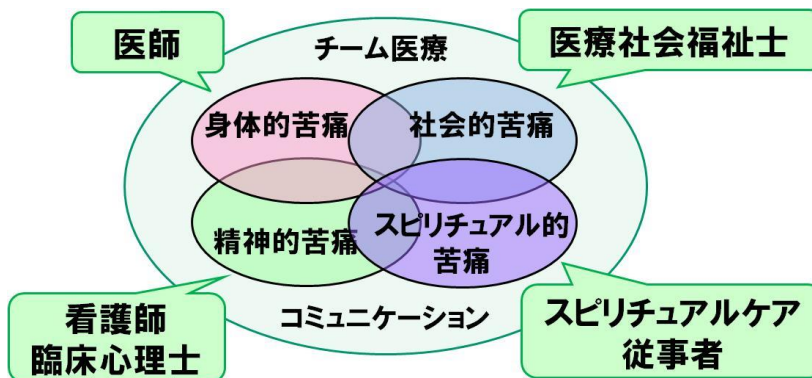 医師
チーム医療
医療社会福祉士
身体的苦痛
社会的苦痛
精神的苦痛
スピリチュアル的
苦痛
看護師
臨床心理士
コミュニケーション
スピリチュアルケア
従事者